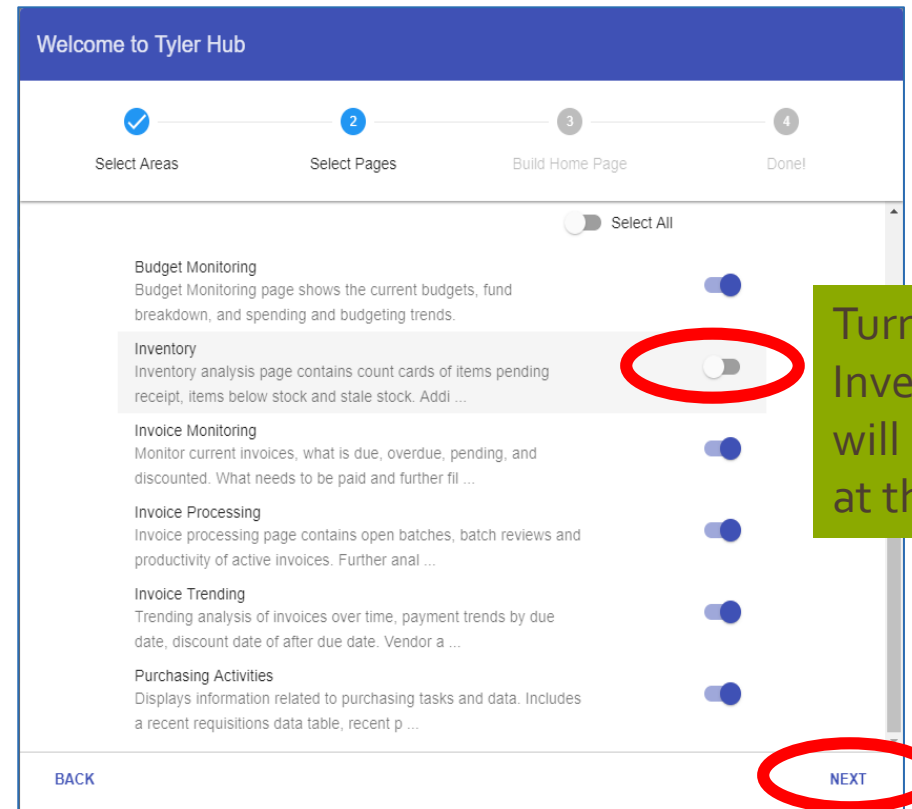 Welcome to Tyler Hub
2
3
4
Select Areas
Select Pages
Build Home Page
Done!
Select All
Budget Monitoring
Budget Monitoring page shows the current budgets, fund
breakdown, and spending and budgeting trends.
Inventory
Inventory analysis page contains count cards of items pending
receipt, items below stock and stale stock. Addi ...
Invoice Monitoring
Monitor current invoices, what is due, overdue, pending, and
discounted. What needs to be paid and further fil ...
Invoice Processing
Invoice processing page contains open batches, batch reviews and
productivity of active invoices. Further anal ...
Invoice Trending
Trending analysis of invoices over time, payment trends by due
date, discount date of after due date. Vendor a ...
Purchasing Activities
Displays information related to purchasing tasks and data. Includes
a recent requisitions data table, recent p ...
Turn
Inve
will
at th
BACK
NEXT